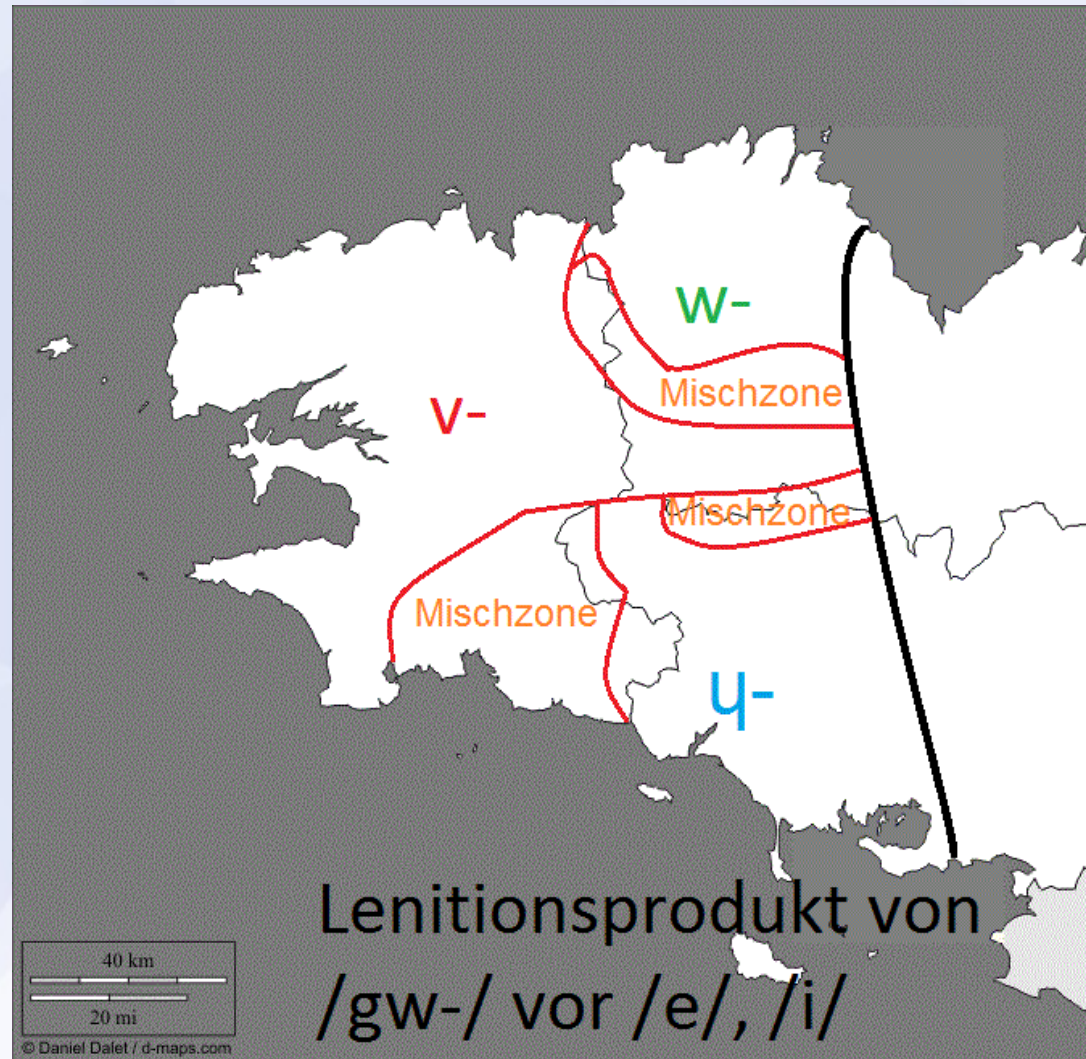 w-
Mischzone
v-
Mischzone
Mischzone
ɥ-
Lenitionsprodukt von
/gw-/ vor /e/, /i/
40 km
20 mi
© Daniel Dalet / d-maps.com